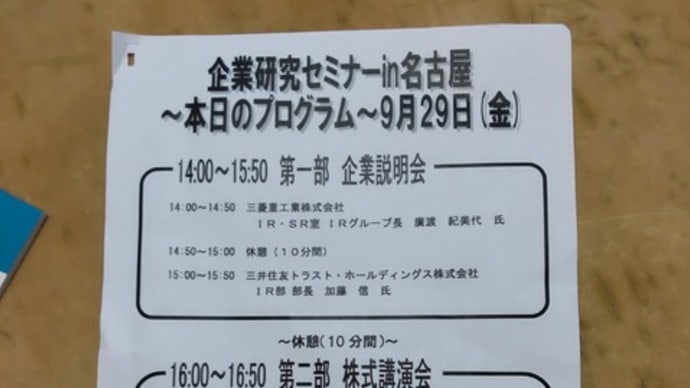 企業研究セミナーin名古屋
～本日のプログラム～9月29日(金)
14:00～15:50 第一部 企業説明会
14:00～14:50 三菱重工業株式会社
IR・SR室 IRグループ長 廣渡 紀美代 氏
14:50～15:00 休憩(10分間)
15:00～15:50 三井住友トラスト・ホールディングス株式会社
IR部 部長 加藤 信 氏
～休憩(10分間)～
16:00～16:50 第二部 株式講演会